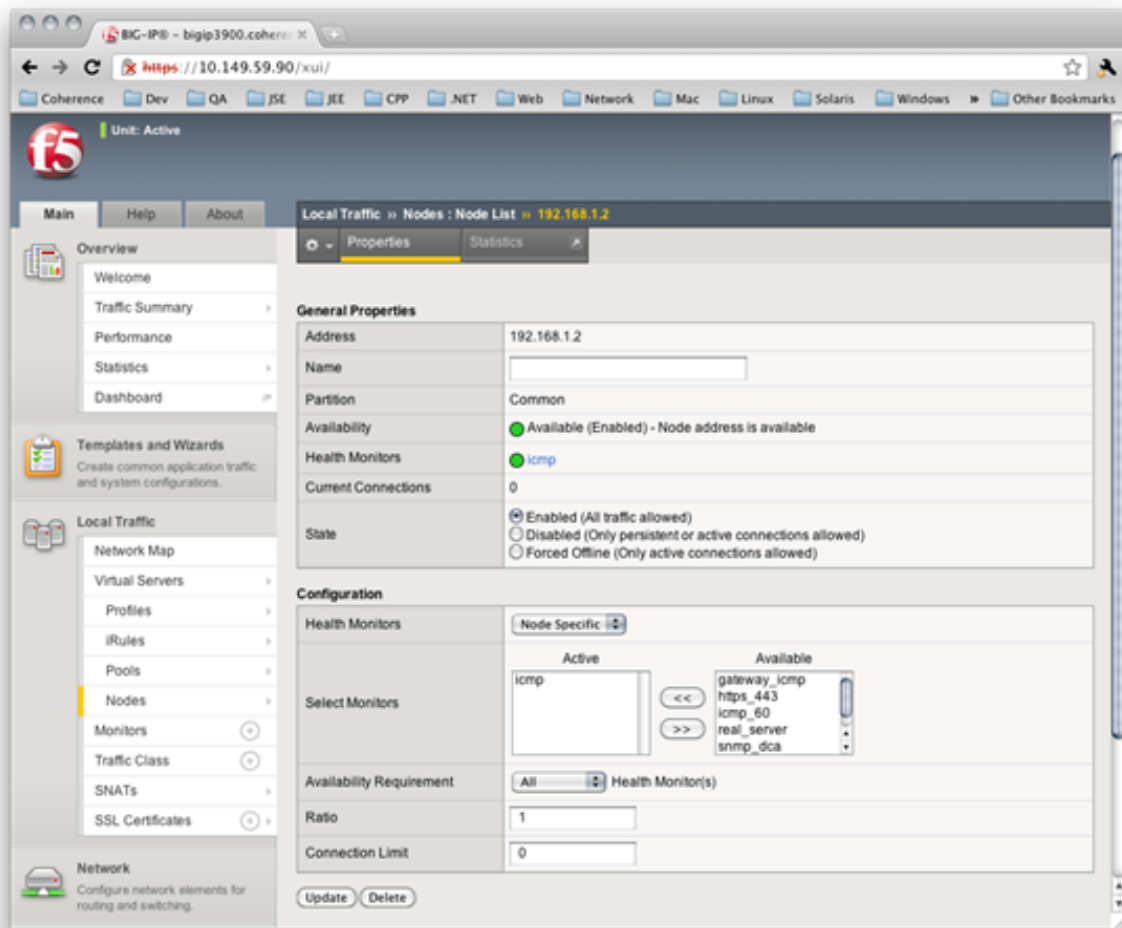 BIG-IP® - bigip3900.cohere
https://10.149.59.90/xui/
Coherence Dev QA JSE JEE CPP .NET Web Network Mac Linux Solaris Windows » Other Bookmarks
f5
Unit: Active
Main Help About
Local Traffic » Nodes : Node List » 192.168.1.2
Properties Statistics
Overview
Welcome
Traffic Summary
Performance
Statistics
Dashboard
Templates and Wizards
Create common application traffic
and system configurations.
Local Traffic
Network Map
Virtual Servers
Profiles
iRules
Pools
Nodes
Monitors
Traffic Class
SNATs
SSL Certificates
Network
Configure network elements for
routing and switching.
General Properties
Address 192.168.1.2
Name
Partition Common
Availability Available (Enabled) - Node address is available
Health Monitors icmp
Current Connections 0
State
Enabled (All traffic allowed)
Disabled (Only persistent or active connections allowed)
Forced Offline (Only active connections allowed)
Configuration
Health Monitors Node Specific
Select Monitors
Active
icmp
<<
>>
Available
gateway_icmp
https_443
icmp_60
real_server
snmp_dca
Availability Requirement All Health Monitor(s)
Ratio 1
Connection Limit 0
Update Delete